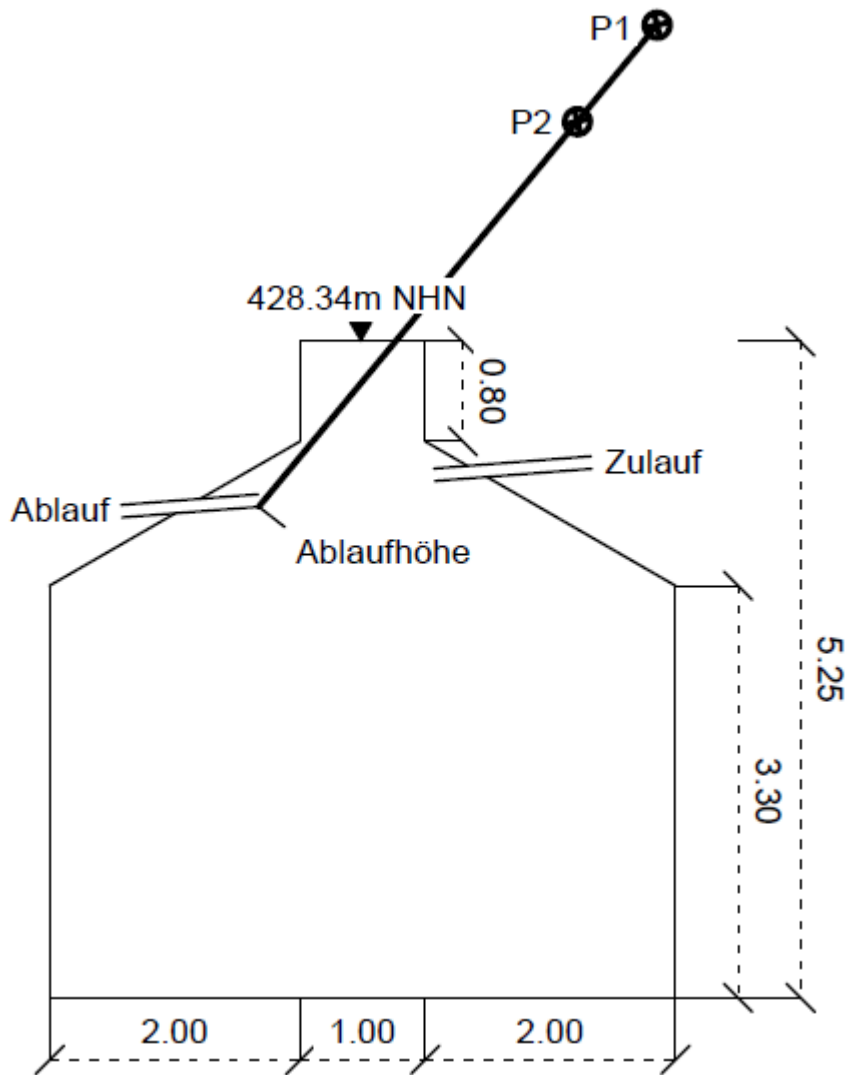 P1
P2
428.34m NHN
0.80
Zulauf
Ablauf
Ablaufhöhe
5.25
3.30
2.00
1.00
2.00